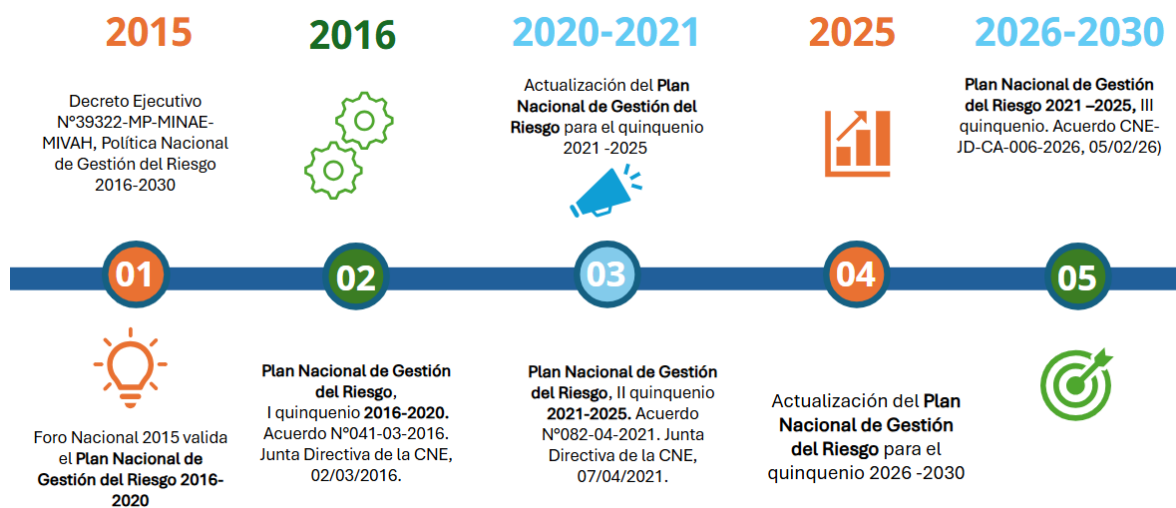 2015
Decreto Ejecutivo
N°39322-MP-MINAE-
MIVAH, Política Nacional
de Gestión del Riesgo
2016-2030
01
Foro Nacional 2015 valida
el Plan Nacional de
Gestión del Riesgo 2016-
2020
2016
02
Plan Nacional de Gestión
del Riesgo,
I quinquenio 2016-2020.
Acuerdo N°041-03-2016.
Junta Directiva de la CNE,
02/03/2016.
2020-2021
Actualización del Plan
Nacional de Gestión del
Riesgo para el quinquenio
2021 -2025
03
Plan Nacional de Gestión
del Riesgo, II quinquenio
2021-2025. Acuerdo
N°082-04-2021. Junta
Directiva de la CNE,
07/04/2021.
2025
04
Actualización del Plan
Nacional de Gestión
del Riesgo para el
quinquenio 2026 -2030
2026-2030
Plan Nacional de Gestión
del Riesgo 2021 –2025, III
quinquenio. Acuerdo CNE-
JD-CA-006-2026, 05/02/26)
05